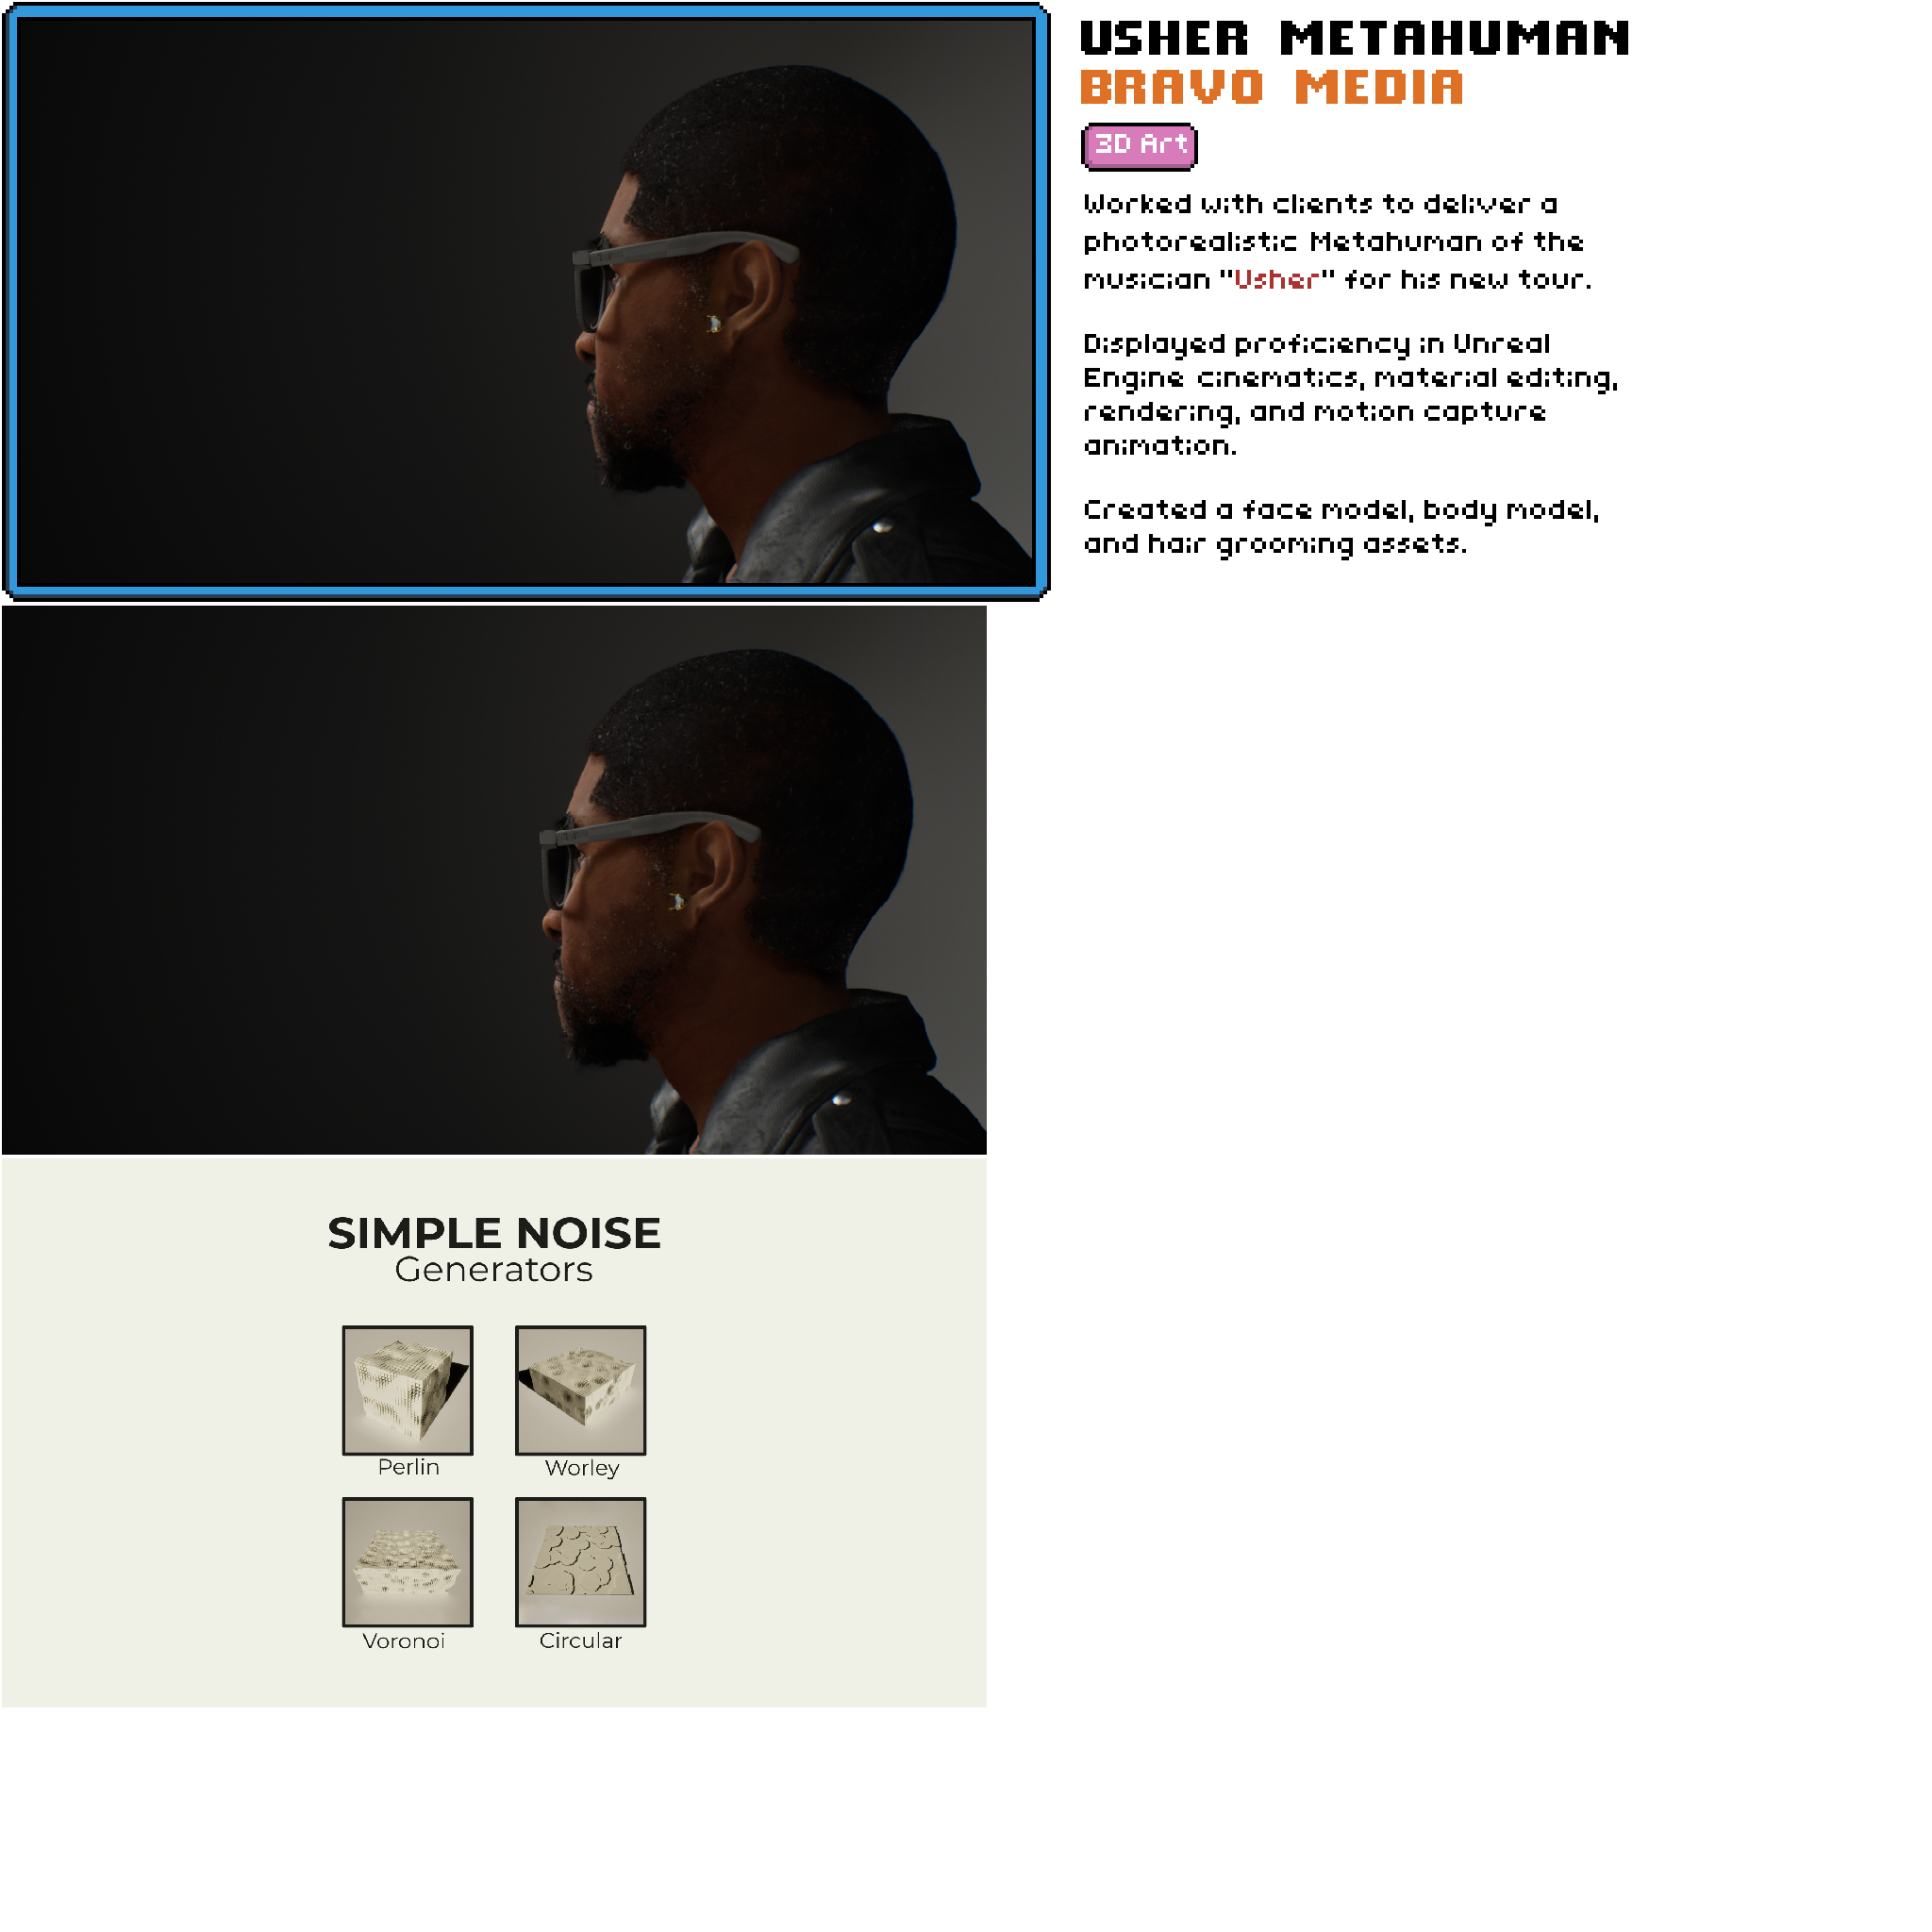 USHER METAHUMAN
BRAVO MEDIA
3D Art
Worked with clients to deliver a
photorealistic Metahuman of the
musician "Usher" for his new tour.
Displayed proficiency in Unreal
Engine cinematics, material editing,
rendering, and motion capture
animation.
Created a face model, body model,
and hair grooming assets.
SIMPLE NOISE
Generators
Perlin
Worley
Voronoi
Circular